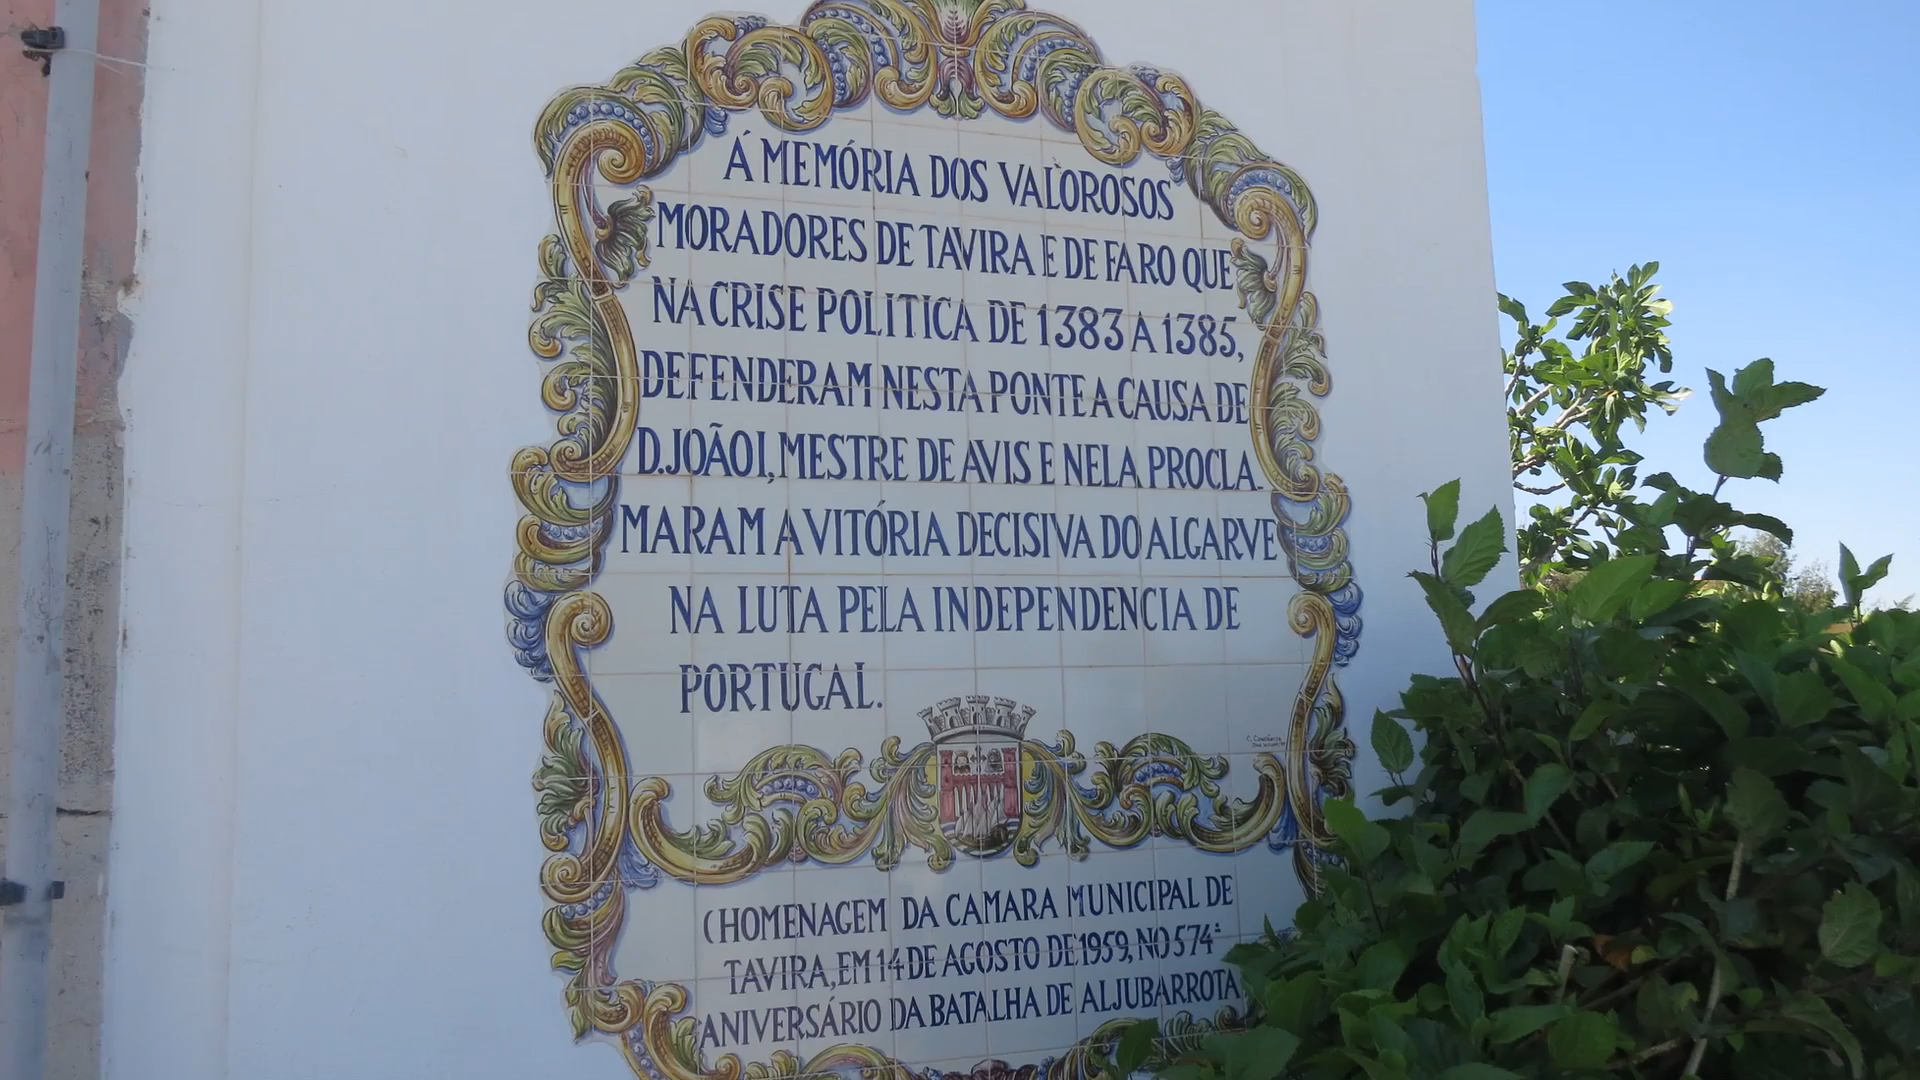 Á MEMÓRIA DOS VALOROSOS
MORADORES DE TAVIRA E DE FARO QUE
NA CRISE POLITICA DE 1383 A 1385,
DEFENDERAM NESTA PONTE A CAUSA DE
D. JOÃO I, MESTRE DE AVIS E NELA PROCLA-
MARAM A VITÓRIA DECISIVA DO ALGARVE
NA LUTA PELA INDEPENDENCIA DE
PORTUGAL.
(HOMENAGEM DA CAMARA MUNICIPAL DE
TAVIRA, EM 14 DE AGOSTO DE 1959, NO 574º
ANIVERSÁRIO DA BATALHA DE ALJUBARROTA